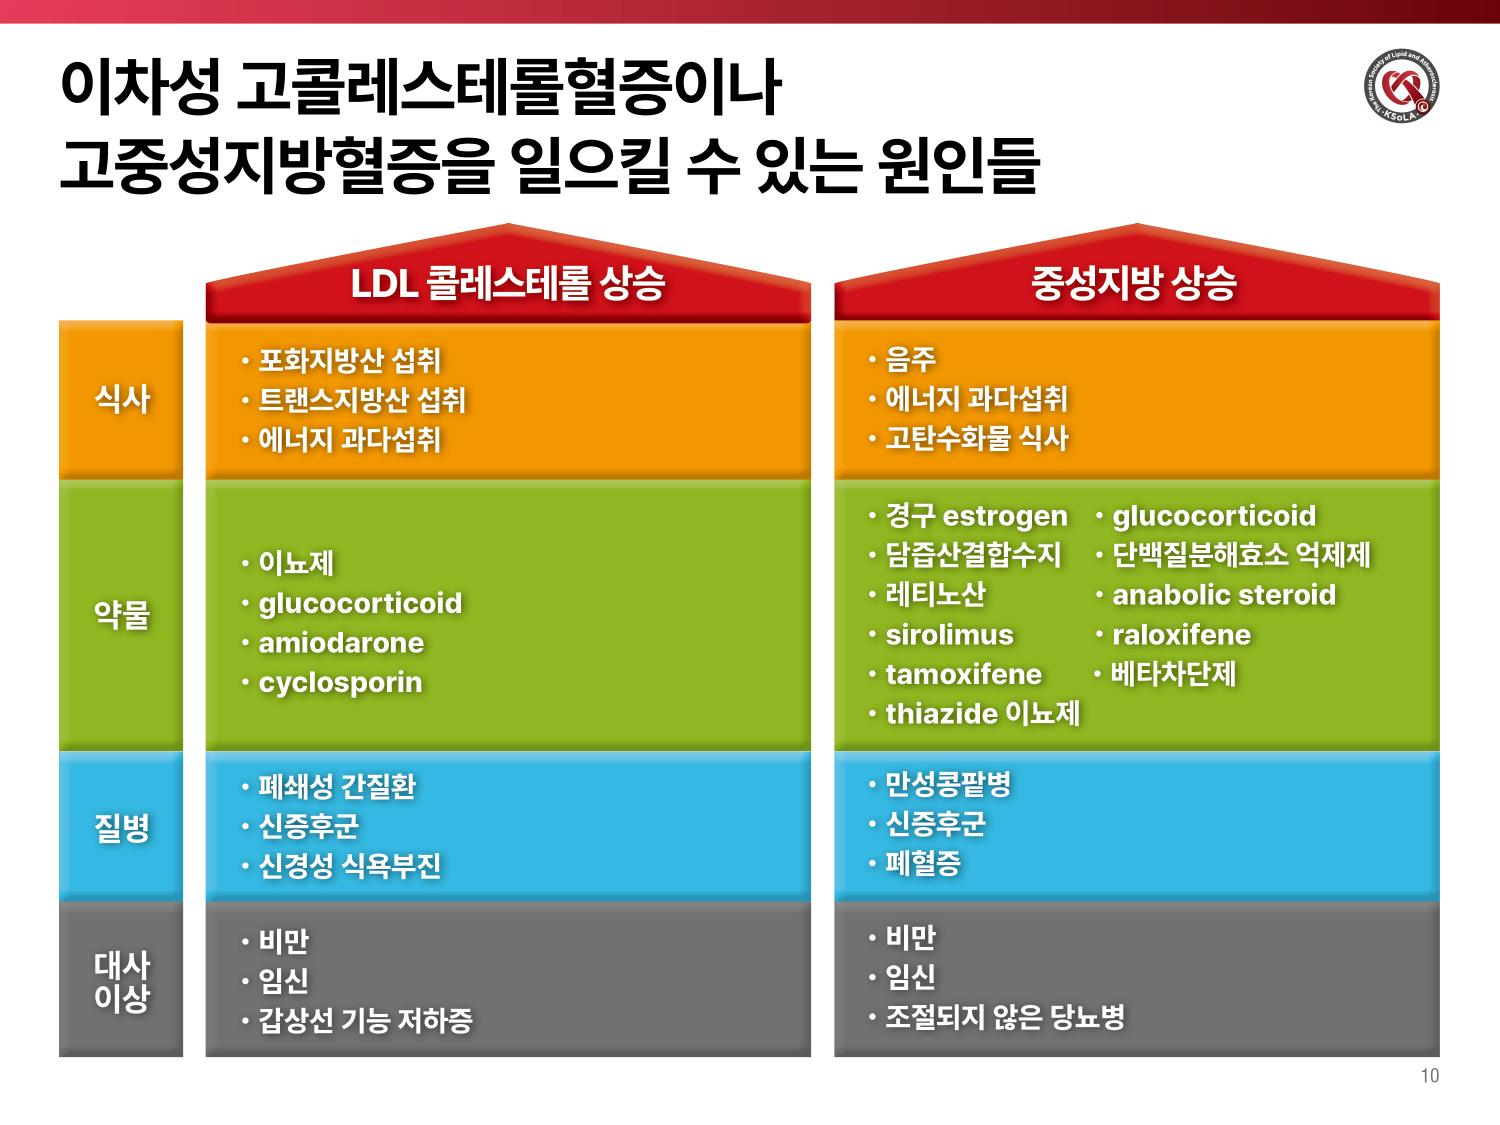 이차성 고콜레스테롤혈증이나
고중성지방혈증을 일으킬 수 있는 원인들
The Korean Society of Lipid and Atherosclerosis
KSoLA
LDL 콜레스테롤 상승
중성지방 상승
식사
• 포화지방산 섭취
• 트랜스지방산 섭취
• 에너지 과다섭취
• 음주
• 에너지 과다섭취
• 고탄수화물 식사
약물
• 이뇨제
• glucocorticoid
• amiodarone
• cyclosporin
• 경구 estrogen
• 담즙산결합수지
• 레티노산
• sirolimus
• tamoxifene
• thiazide 이뇨제
• glucocorticoid
• 단백질분해효소 억제제
• anabolic steroid
• raloxifene
• 베타차단제
질병
• 폐쇄성 간질환
• 신증후군
• 신경성 식욕부진
• 만성콩팥병
• 신증후군
• 폐혈증
대사
이상
• 비만
• 임신
• 갑상선 기능 저하증
• 비만
• 임신
• 조절되지 않은 당뇨병
10